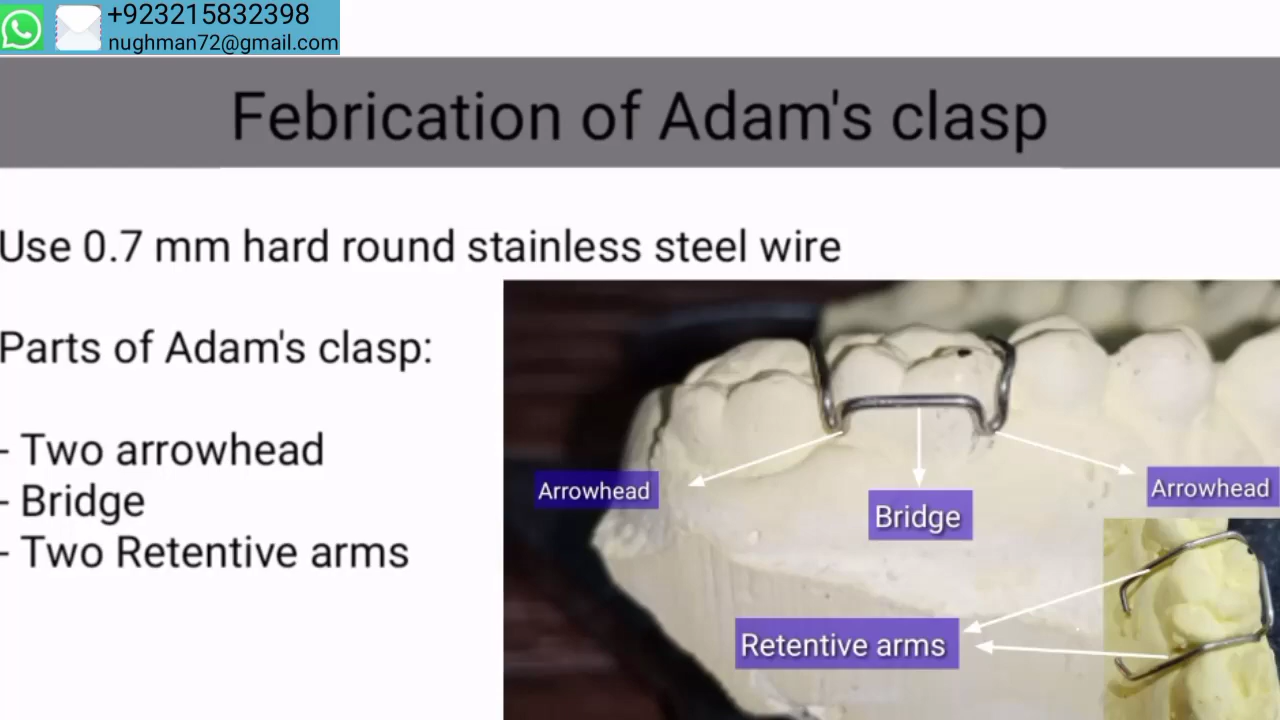 +923215832398
nughman72@gmail.com
Febrication of Adam's clasp
Use 0.7 mm hard round stainless steel wire
Parts of Adam's clasp:
- Two arrowhead
- Bridge
- Two Retentive arms
Arrowhead
Bridge
Arrowhead
Retentive arms